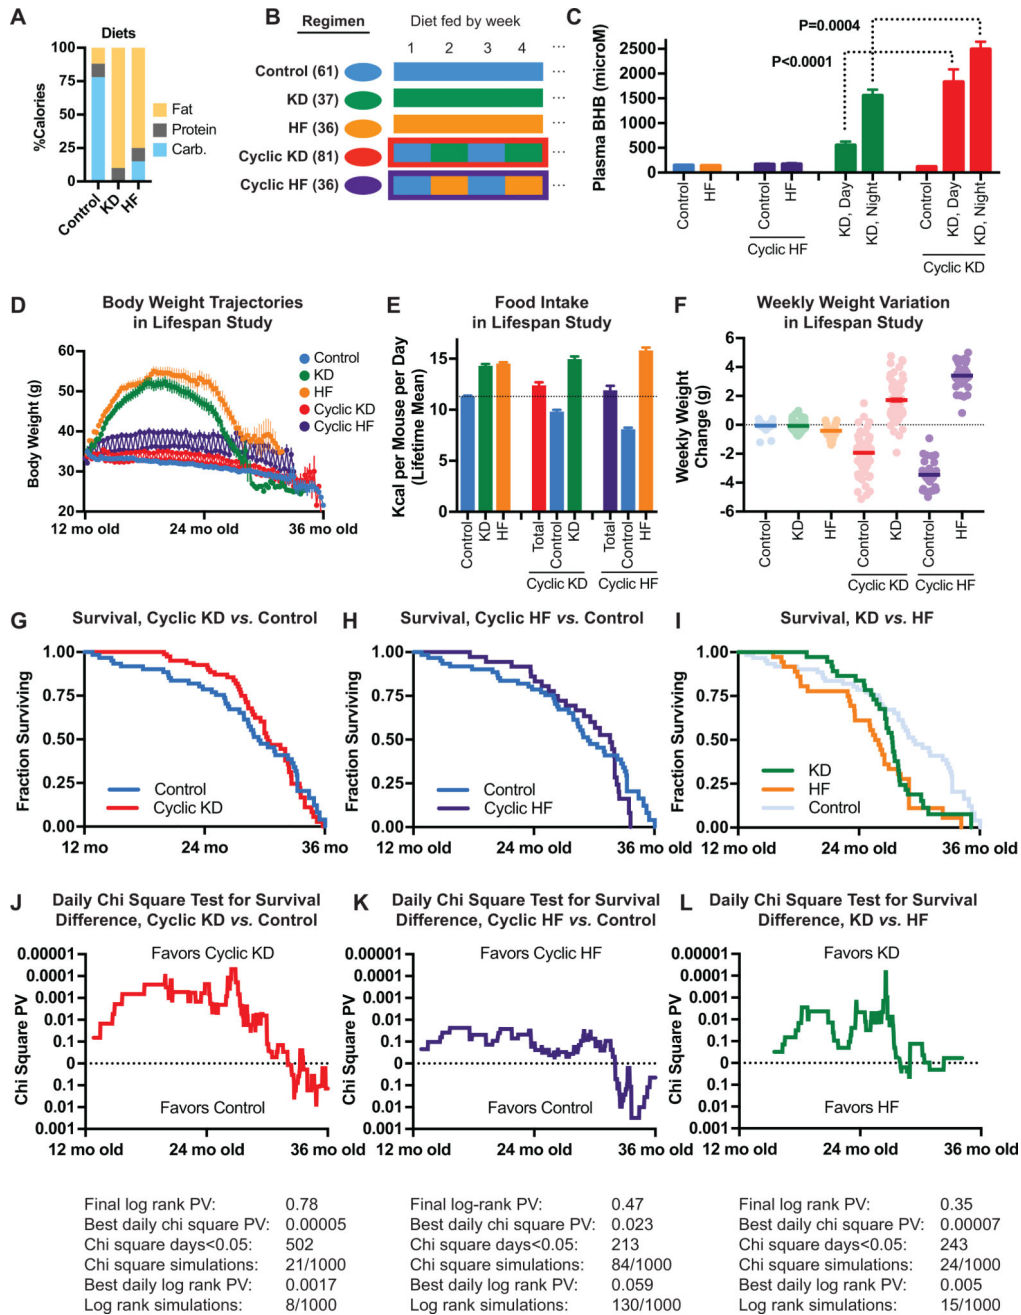 A
Diets
100
75
50
25
0
%Calories
Control
KD
HF
Fat
Protein
Carb.
B
Regimen
Diet fed by week
1 2 3 4 ...
Control (61) ...
KD (37) ...
HF (36) ...
Cyclic KD (81) ...
Cyclic HF (36) ...
C
Plasma BHB (microM)
2500
2000
1500
1000
500
0
P=0.0004
P<0.0001
Control
HF
Control
HF
Cyclic HF
KD, Day
KD, Night
Control
KD, Day
KD, Night
Cyclic KD
D
Body Weight Trajectories
in Lifespan Study
Body Weight (g)
60
50
40
30
20
12 mo old 24 mo old 36 mo old
Control
KD
HF
Cyclic KD
Cyclic HF
E
Food Intake
in Lifespan Study
Kcal per Mouse per Day
(Lifetime Mean)
15
10
5
0
Control
KD
HF
Total
Control
KD
Cyclic KD
Total
Control
HF
Cyclic HF
F
Weekly Weight Variation
in Lifespan Study
Weekly Weight
Change (g)
6
4
2
0
-2
-4
-6
Control
KD
HF
Control
KD
Cyclic KD
Control
HF
Cyclic HF
G
Survival, Cyclic KD vs. Control
Fraction Surviving
1.00
0.75
0.50
0.25
0.00
Control
Cyclic KD
12 mo 24 mo 36 mo
H
Survival, Cyclic HF vs. Control
Fraction Surviving
1.00
0.75
0.50
0.25
0.00
Control
Cyclic HF
12 mo old 24 mo old 36 mo old
I
Survival, KD vs. HF
Fraction Surviving
1.00
0.75
0.50
0.25
0.00
KD
HF
Control
12 mo old 24 mo old 36 mo old
J
Daily Chi Square Test for Survival
Difference, Cyclic KD vs. Control
Chi Square PV
0.00001
0.0001
0.001
0.01
0.1
0
0.1
0.01
0.001
Favors Cyclic KD
Favors Control
12 mo old 24 mo old 36 mo old
K
Daily Chi Square Test for Survival
Difference, Cyclic HF vs. Control
Chi Square PV
0.00001
0.0001
0.001
0.01
0.1
0
0.1
0.01
0.001
Favors Cyclic HF
Favors Control
12 mo old 24 mo old 36 mo old
L
Daily Chi Square Test for Survival
Difference, KD vs. HF
Chi Square PV
0.00001
0.0001
0.001
0.01
0.1
0
0.1
0.01
0.001
Favors KD
Favors HF
12 mo old 24 mo old 36 mo old
Final log rank PV: 0.78
Best daily chi square PV: 0.00005
Chi square days<0.05: 502
Chi square simulations: 21/1000
Best daily log rank PV: 0.0017
Log rank simulations: 8/1000
Final log-rank PV: 0.47
Best daily chi square PV: 0.023
Chi square days<0.05: 213
Chi square simulations: 84/1000
Best daily log rank PV: 0.059
Log rank simulations: 130/1000
Final log rank PV: 0.35
Best daily chi square PV: 0.00007
Chi square days<0.05: 243
Chi square simulations: 24/1000
Best daily log rank PV: 0.005
Log rank simulations: 15/1000